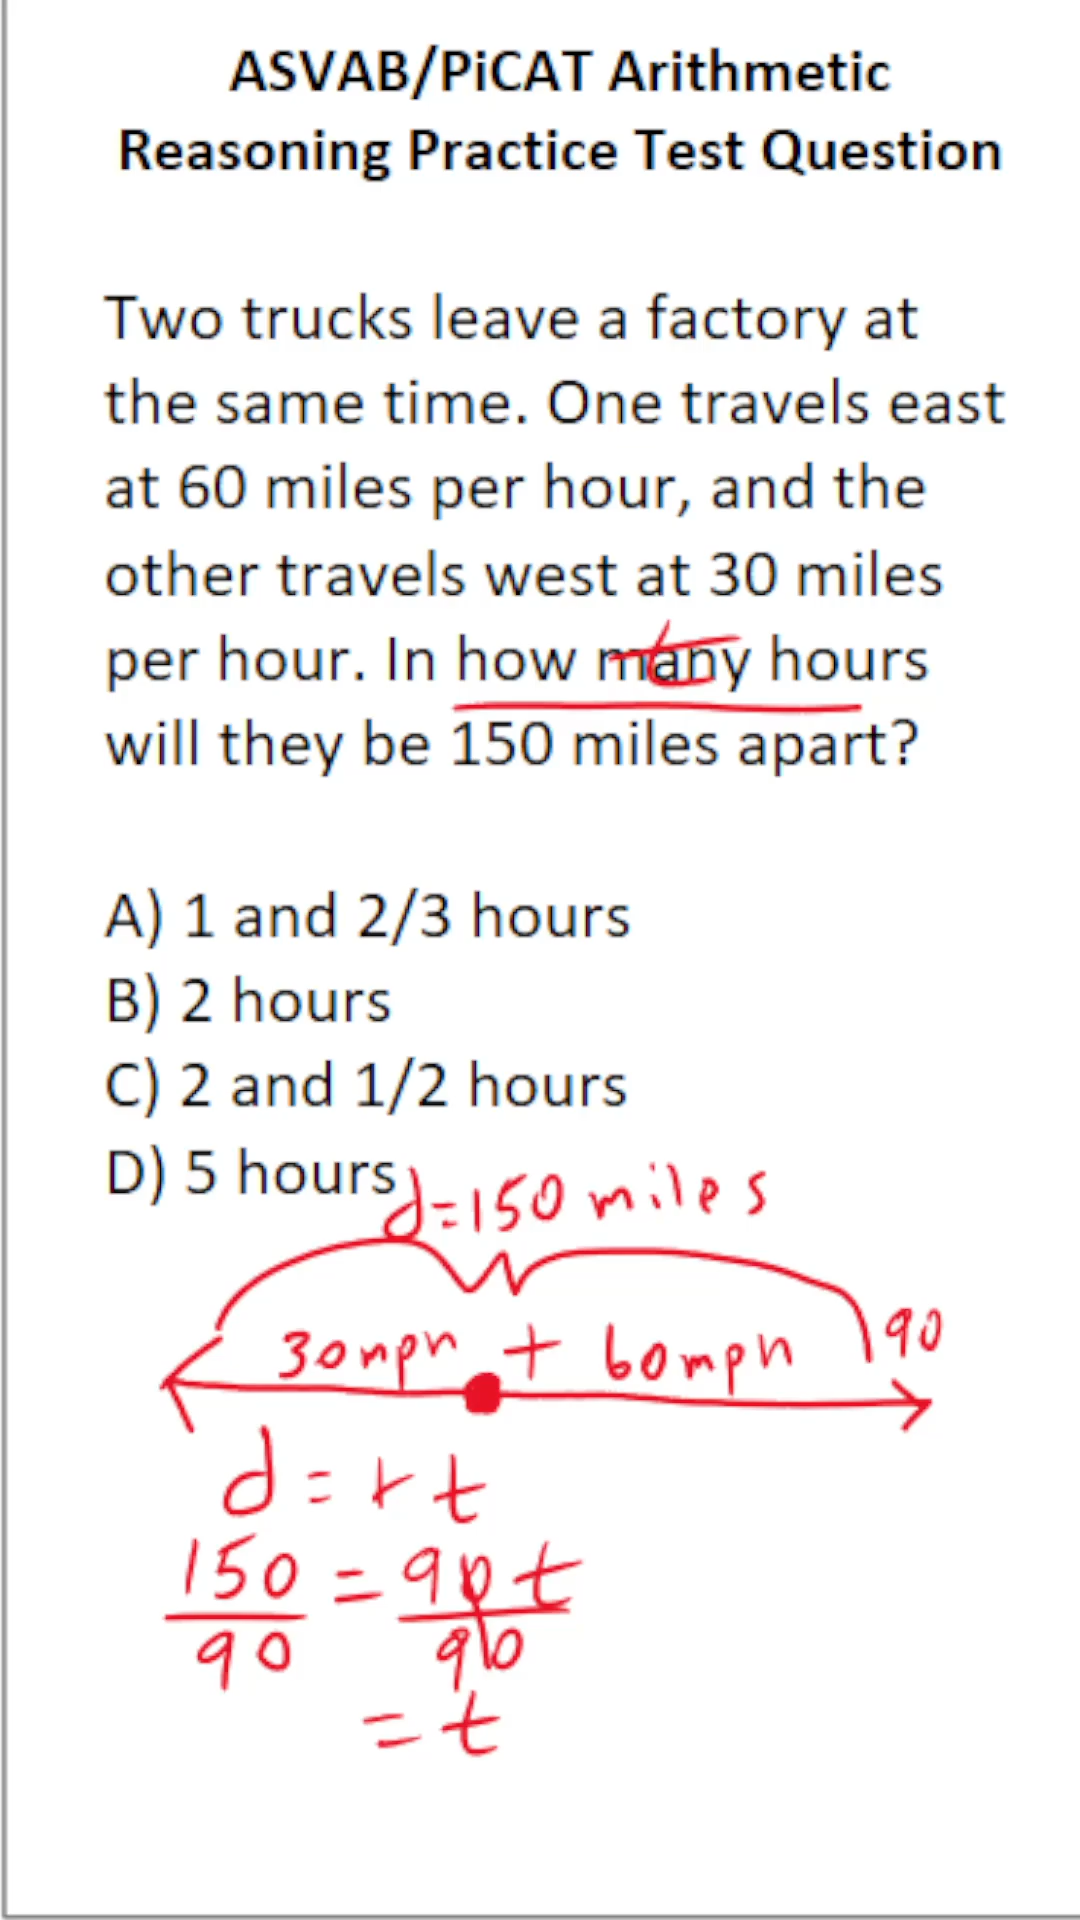 ASVAB/PiCAT Arithmetic
Reasoning Practice Test Question
Two trucks leave a factory at
the same time. One travels east
at 60 miles per hour, and the
other travels west at 30 miles
per hour. In how many hours
t
will they be 150 miles apart?
A) 1 and 2/3 hours
B) 2 hours
C) 2 and 1/2 hours
D) 5 hours
d=150 miles
30mph + 60mph 90
d=rt
150 = 90t
90 90
=t